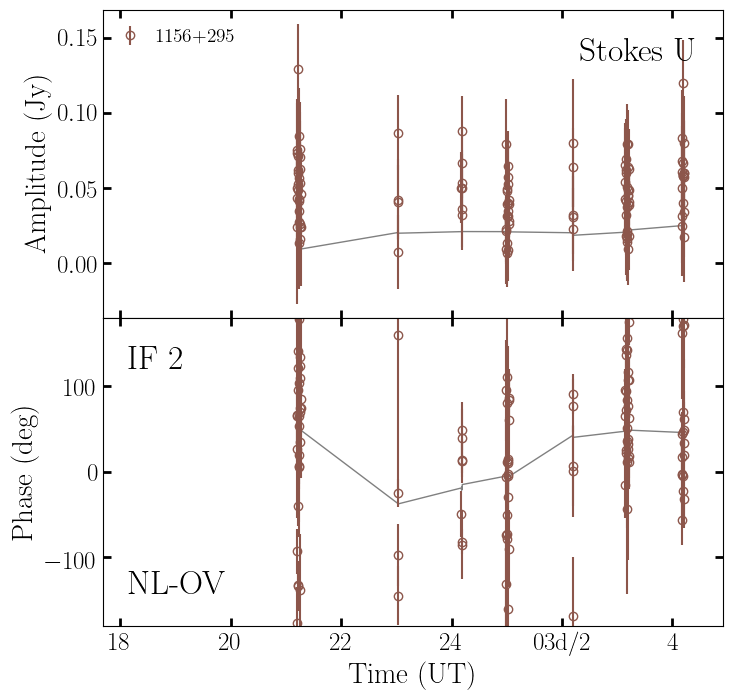 1156+295
Stokes U
0.15
0.10
0.05
0.00
Amplitude (Jy)
IF 2
100
0
−100
Phase (deg)
NL-OV
18 20 22 24 03d/2 4
Time (UT)